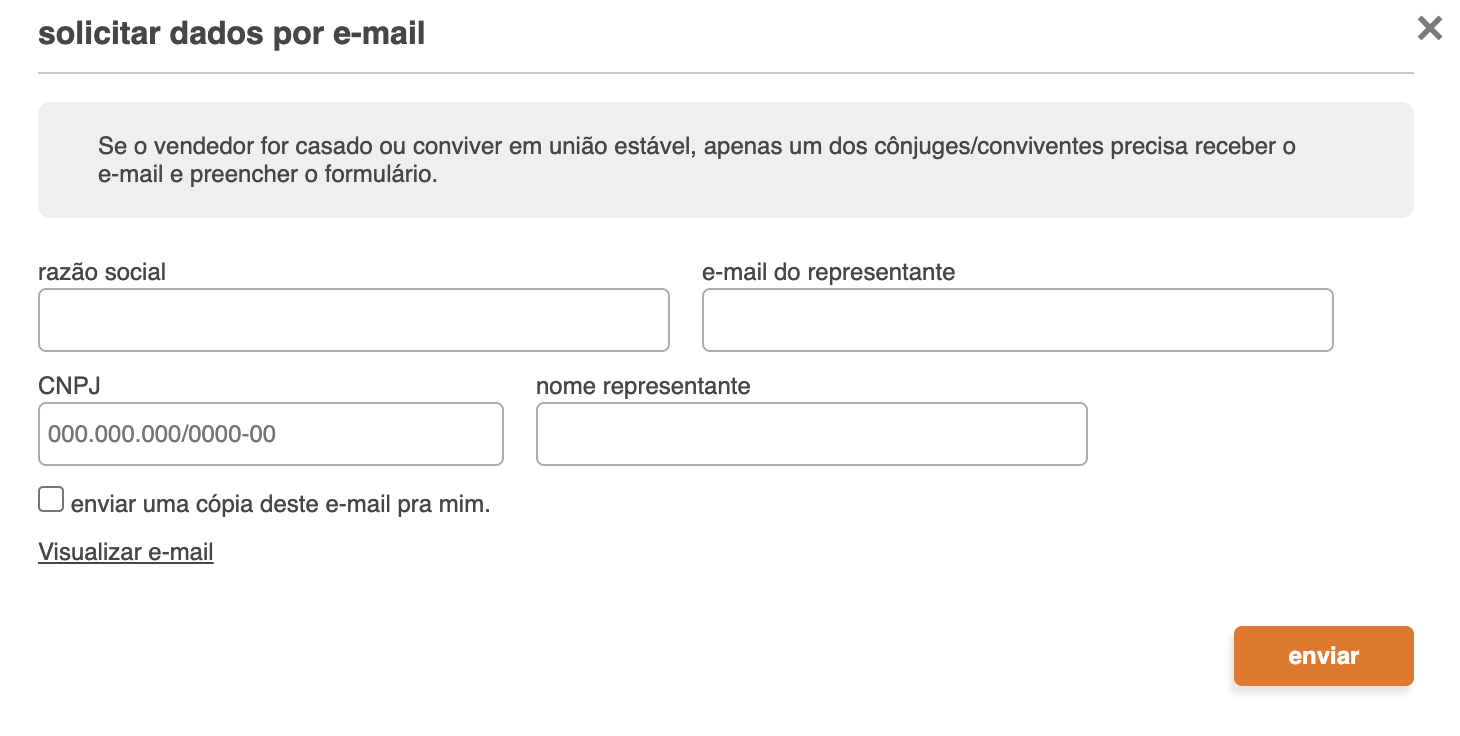 solicitar dados por e-mail
Se o vendedor for casado ou conviver em união estável, apenas um dos cônjuges/conviventes precisa receber o
e-mail e preencher o formulário.
razão social
e-mail do representante
CNPJ
nome representante
000.000.000/0000-00
enviar uma cópia deste e-mail pra mim.
Visualizar e-mail
enviar